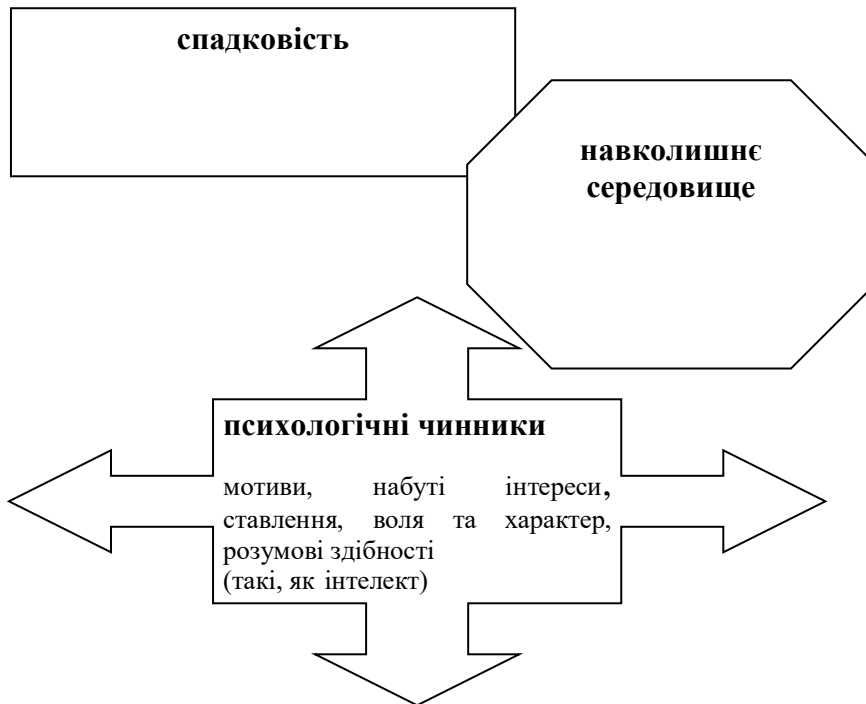 спадковість
навколишнє
середовище
психологічні чинники
мотиви, набуті інтереси,
ставлення, воля та характер,
розумові здібності
(такі, як інтелект)